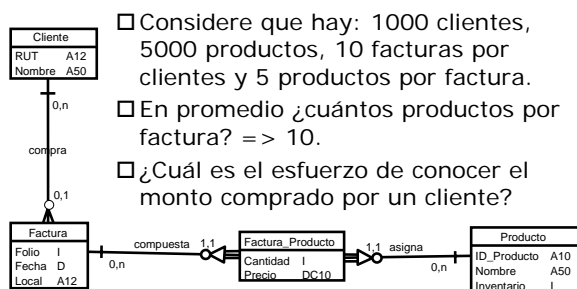 Cliente
RUT A12
Nombre A50
□ Considere que hay: 1000 clientes,
5000 productos, 10 facturas por
clientes y 5 productos por factura.
□ En promedio ¿cuántos productos por
factura? => 10.
□ ¿Cuál es el esfuerzo de conocer el
monto comprado por un cliente?
0,n
compra
0,1
Factura
Folio I
Fecha D
Local A12
0,n
compuesta
1,1
Factura_Producto
Cantidad I
Precio DC10
1,1
asigna
0,n
Producto
ID_Producto A10
Nombre A50
Inventario I